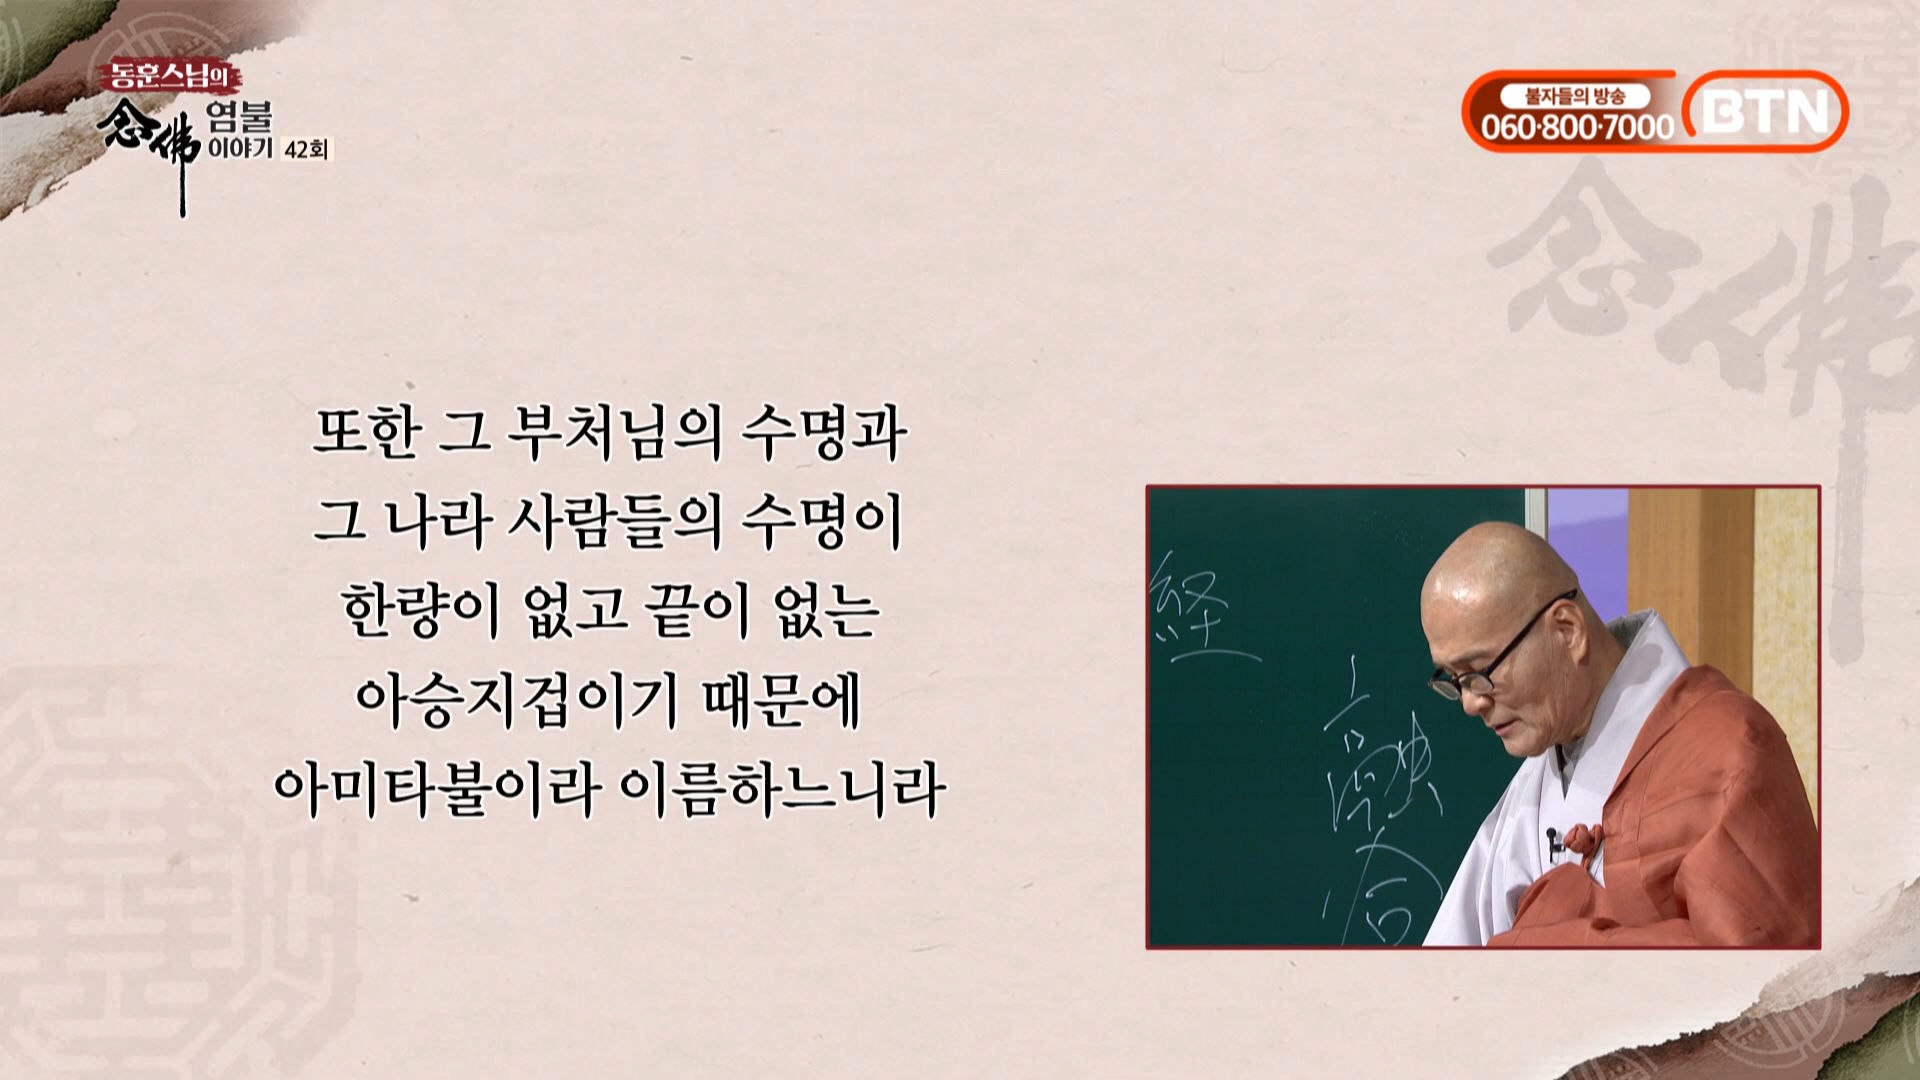 동훈스님의
念佛
염불
이야기 42회
불자들의 방송
060·800·7000
BTN
念佛
또한 그 부처님의 수명과
그 나라 사람들의 수명이
한량이 없고 끝이 없는
아승지겁이기 때문에
아미타불이라 이름하느니라
経
融
合